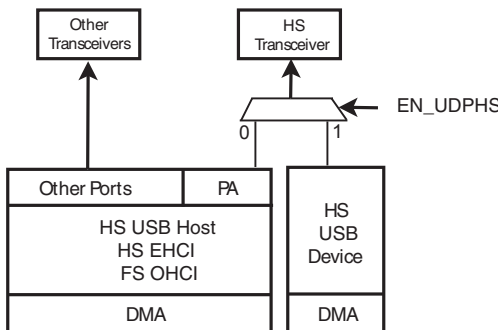 Other
Transceivers
HS
Transceiver
EN_UDPHS
0 1
Other Ports
PA
HS USB Host
HS EHCI
FS OHCI
DMA
HS
USB
Device
DMA